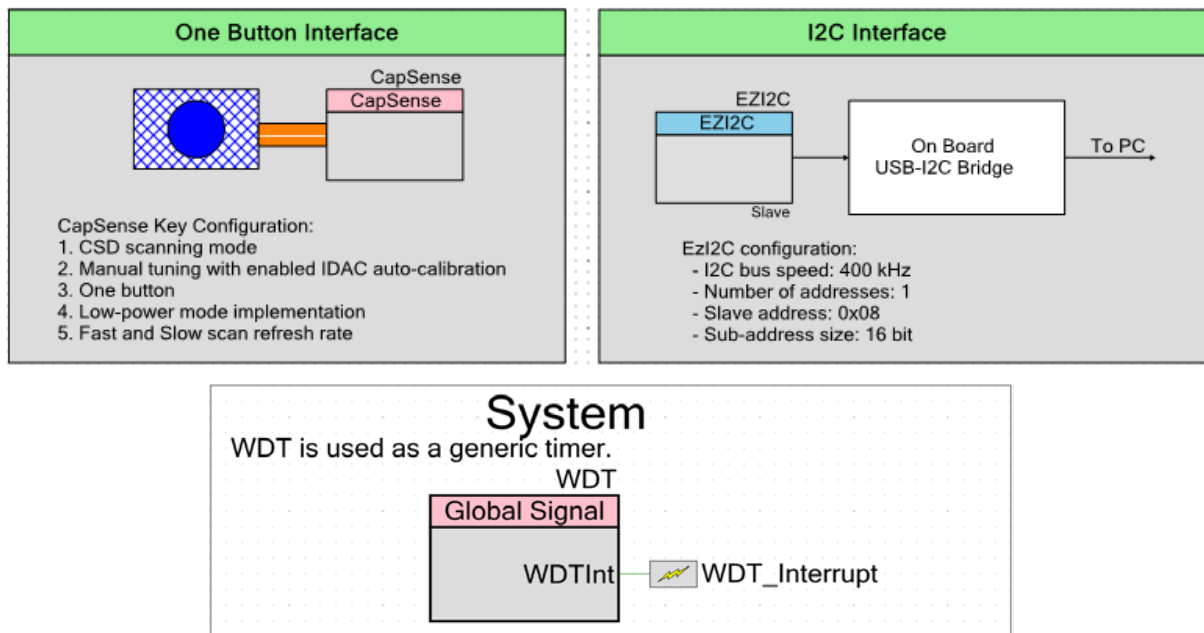 One Button Interface
CapSense
CapSense
CapSense Key Configuration:
1. CSD scanning mode
2. Manual tuning with enabled IDAC auto-calibration
3. One button
4. Low-power mode implementation
5. Fast and Slow scan refresh rate
I2C Interface
EZI2C
EZI2C
Slave
On Board
USB-I2C Bridge
To PC
EzI2C configuration:
- I2C bus speed: 400 kHz
- Number of addresses: 1
- Slave address: 0x08
- Sub-address size: 16 bit
System
WDT is used as a generic timer.
WDT
Global Signal
WDTInt
WDT_Interrupt